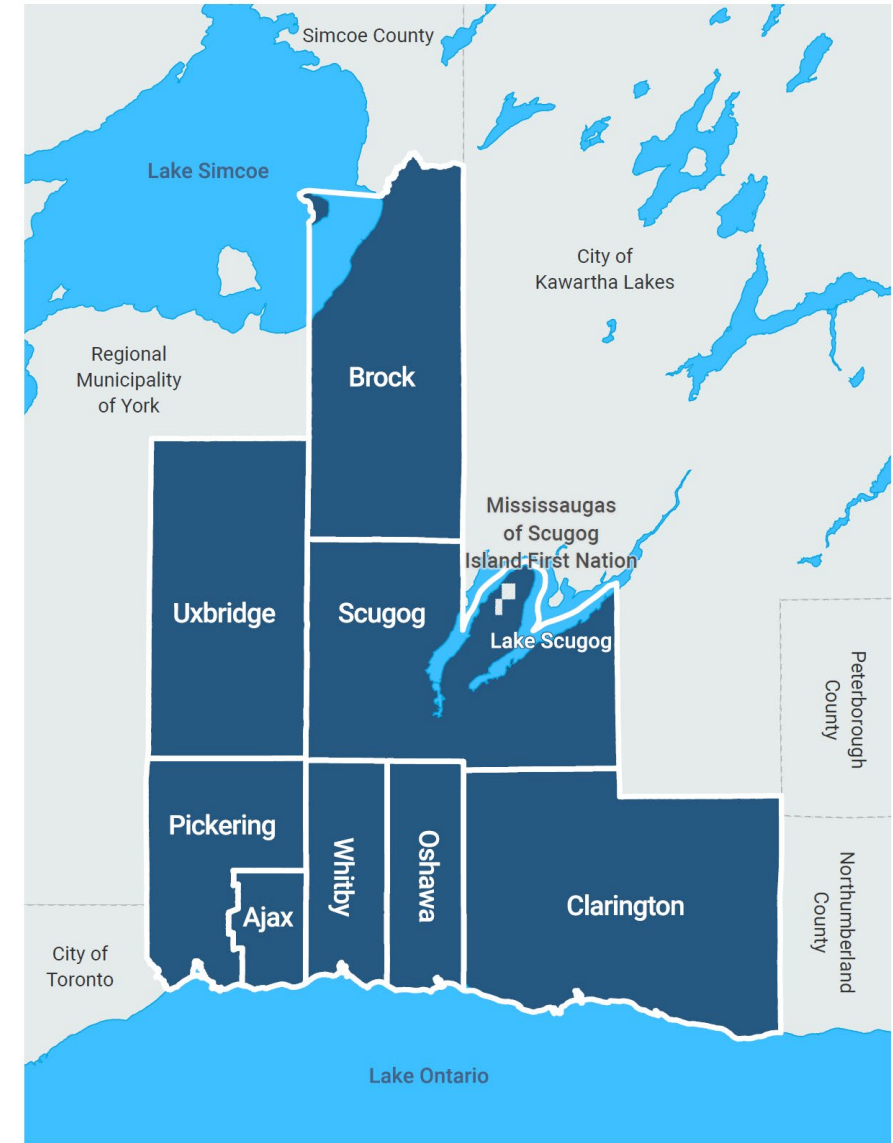 Simcoe County
Lake Simcoe
City of
Kawartha Lakes
Regional
Municipality
of York
Brock
Mississaugas
of Scugog
Island First Nation
Uxbridge
Scugog
Lake Scugog
Peterborough
County
Pickering
Whitby
Oshawa
Ajax
Clarington
Northumberland
County
City of
Toronto
Lake Ontario